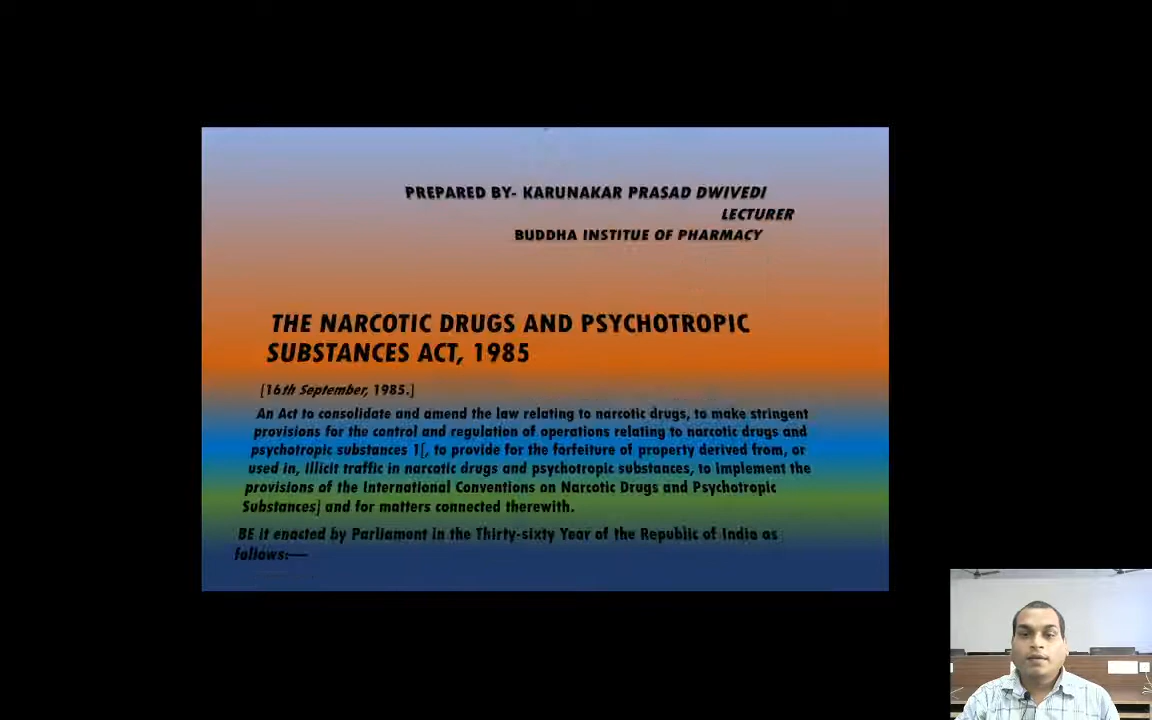 PREPARED BY- KARUNAKAR PRASAD DWIVEDI
LECTURER
BUDDHA INSTITUE OF PHARMACY
THE NARCOTIC DRUGS AND PSYCHOTROPIC
SUBSTANCES ACT, 1985
[16th September, 1985.]
An Act to consolidate and amend the law relating to narcotic drugs, to make stringent
provisions for the control and regulation of operations relating to narcotic drugs and
psychotropic substances 1[, to provide for the forfeiture of property derived from, or
used in, illicit traffic in narcotic drugs and psychotropic substances, to implement the
provisions of the International Conventions on Narcotic Drugs and Psychotropic
Substances] and for matters connected therewith.
BE it enacted by Parliament in the Thirty-sixty Year of the Republic of India as
follows:—